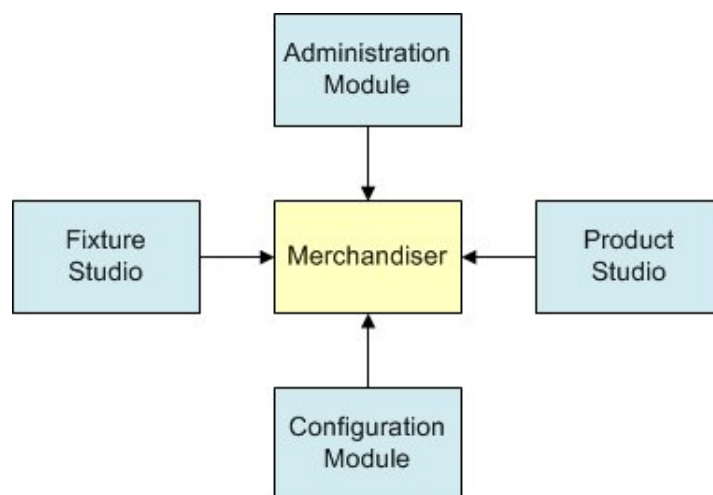 Administration
Module
Fixture
Studio
Merchandiser
Product
Studio
Configuration
Module